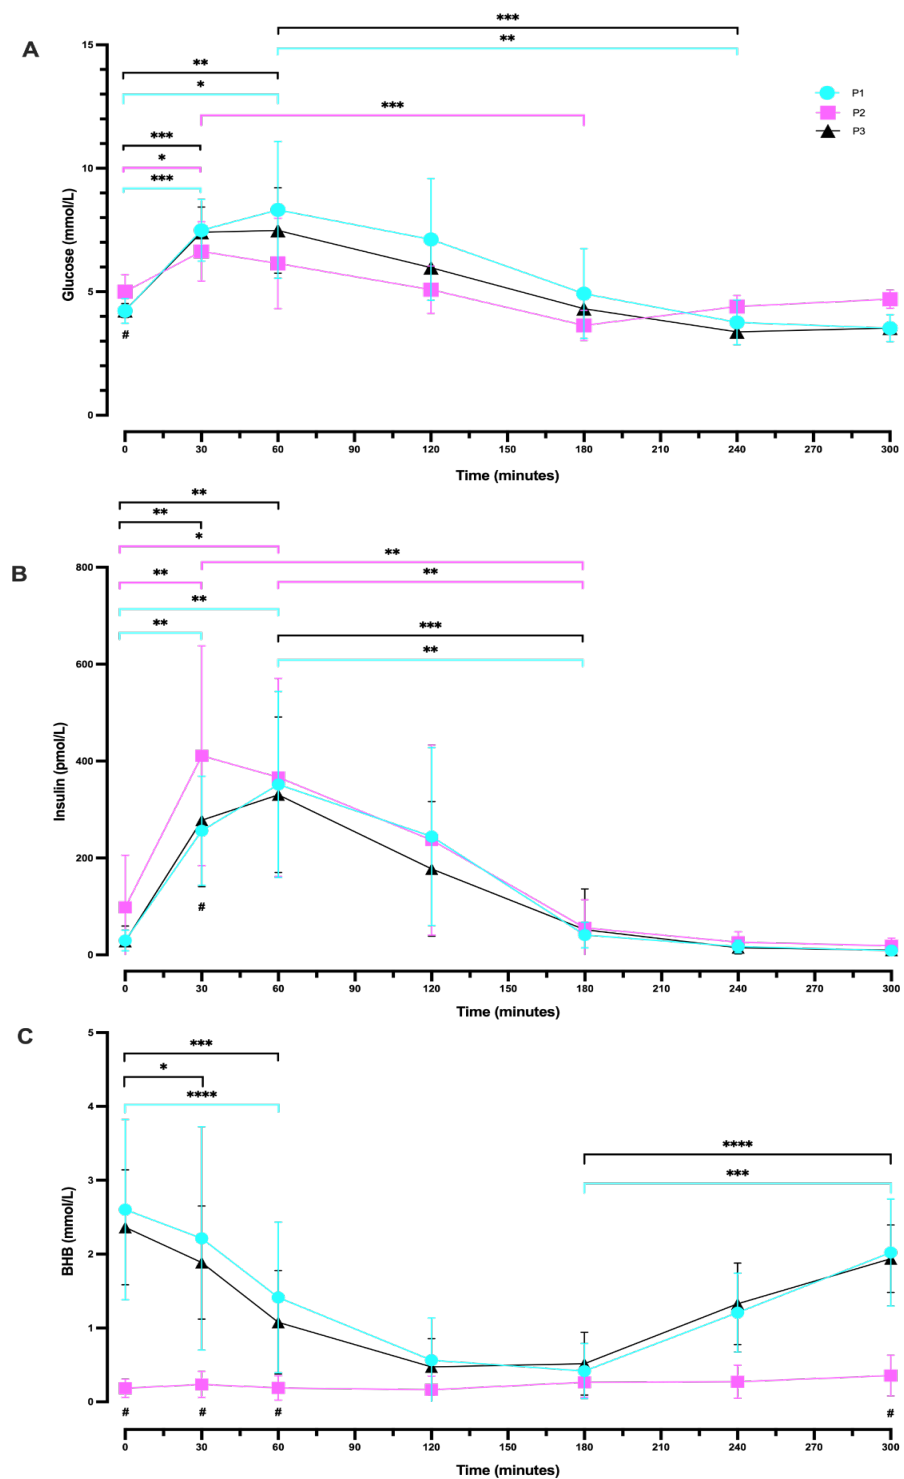 ***
**
A
15
**
P1
*
P2
***
***
P3
*
***
10
Glucose (mmol/L)
5
#
0
0 30 60 90 120 150 180 210 240 270 300
Time (minutes)
**
**
*
**
B
800
**
**
**
***
**
**
600
Insulin (pmol/L)
400
200
#
0
0 30 60 90 120 150 180 210 240 270 300
Time (minutes)
C
5
***
*
****
4
****
***
3
BHB (mmol/L)
2
1
0
# # # #
0 30 60 90 120 150 180 210 240 270 300
Time (minutes)